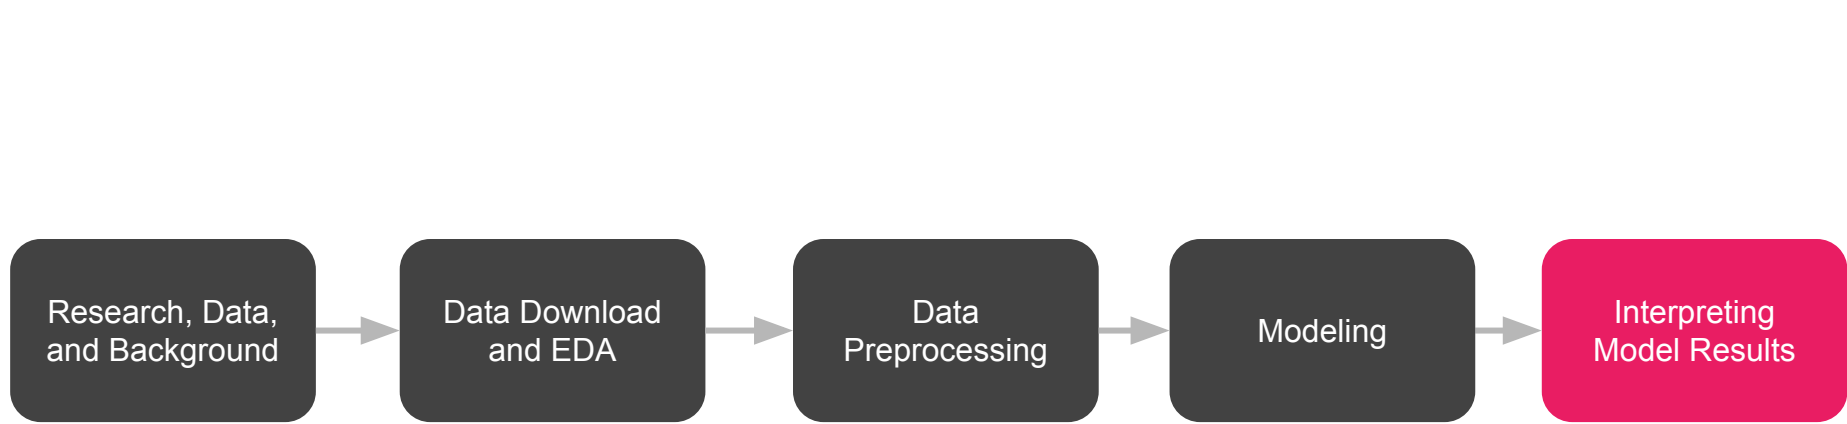 Research, Data,
and Background
Data Download
and EDA
Data
Preprocessing
Modeling
Interpreting
Model Results